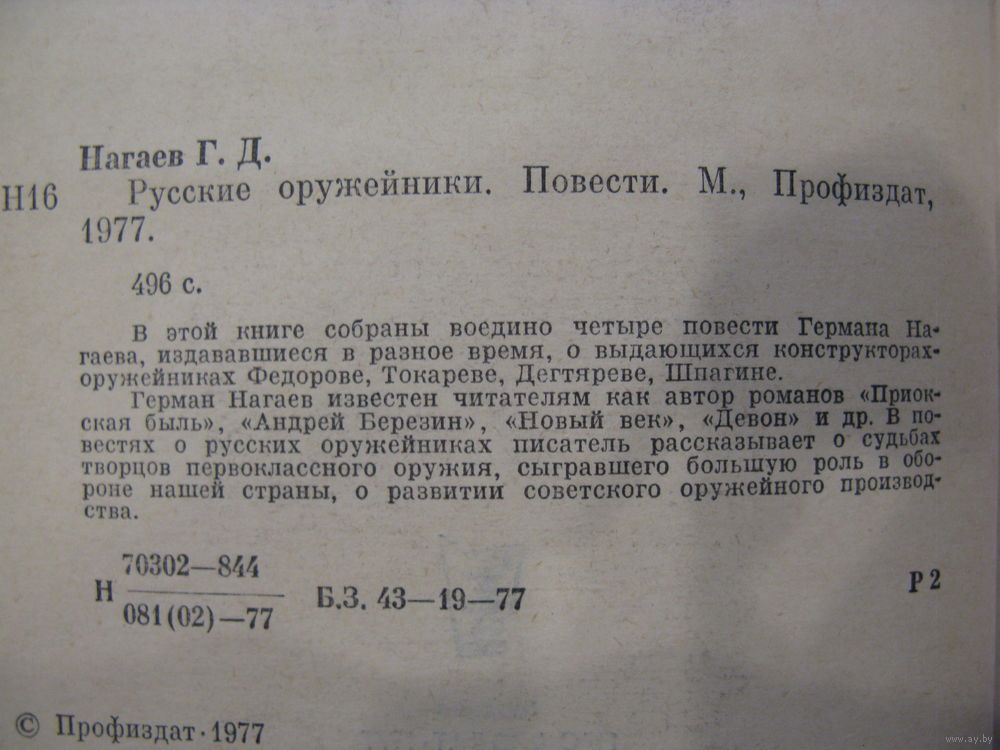 Нагаев Г. Д.
Н16 Русские оружейники. Повести. М., Профиздат,
1977.
496 с.
В этой книге собраны воедино четыре повести Германа На-
гаева, издававшиеся в разное время, о выдающихся конструкторах-
оружейниках Федорове, Токареве, Дегтяреве, Шпагине.
Герман Нагаев известен читателям как автор романов «Приок-
ская быль», «Андрей Березин», «Новый век», «Девон» и др. В по-
вестях о русских оружейниках писатель рассказывает о судьбах
творцов первоклассного оружия, сыгравшего большую роль в обо-
роне нашей страны, о развитии советского оружейного производ-
ства.
70302—844
Н Б.З. 43—19—77 Р2
081(02)—77
© Профиздат·1977
www.ay.by